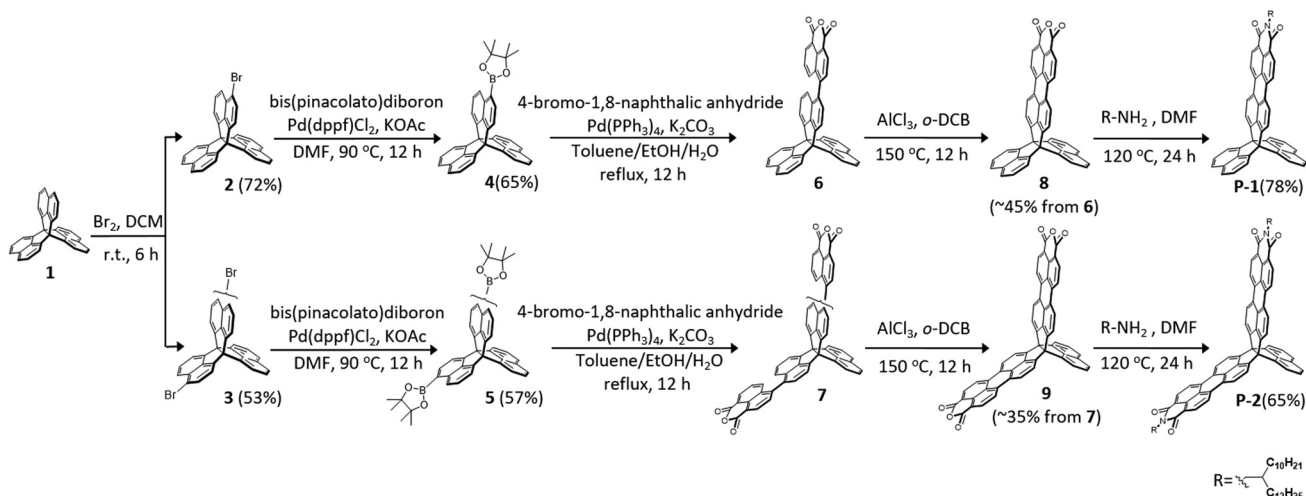 Br
bis(pinacolato)diboron
Pd(dppf)Cl₂, KOAc
DMF, 90 °C, 12 h
2 (72%)
O O
B
4 (65%)
4-bromo-1,8-naphthalic anhydride
Pd(PPh₃)₄, K₂CO₃
Toluene/EtOH/H₂O
reflux, 12 h
O O O
6
AlCl₃, o-DCB
150 °C, 12 h
O O O
8
(~45% from 6)
R-NH₂ , DMF
120 °C, 24 h
R
O N O
P-1(78%)
1
Br₂, DCM
r.t., 6 h
Br
Br
3 (53%)
bis(pinacolato)diboron
Pd(dppf)Cl₂, KOAc
DMF, 90 °C, 12 h
O O
B
O
B
O
5 (57%)
4-bromo-1,8-naphthalic anhydride
Pd(PPh₃)₄, K₂CO₃
Toluene/EtOH/H₂O
reflux, 12 h
O O O
O
O
O
7
AlCl₃, o-DCB
150 °C, 12 h
O O O
O
O
O
9
(~35% from 7)
R-NH₂ , DMF
120 °C, 24 h
R
O N O
O
N
R
O
P-2(65%)
C₁₀H₂₁
R=